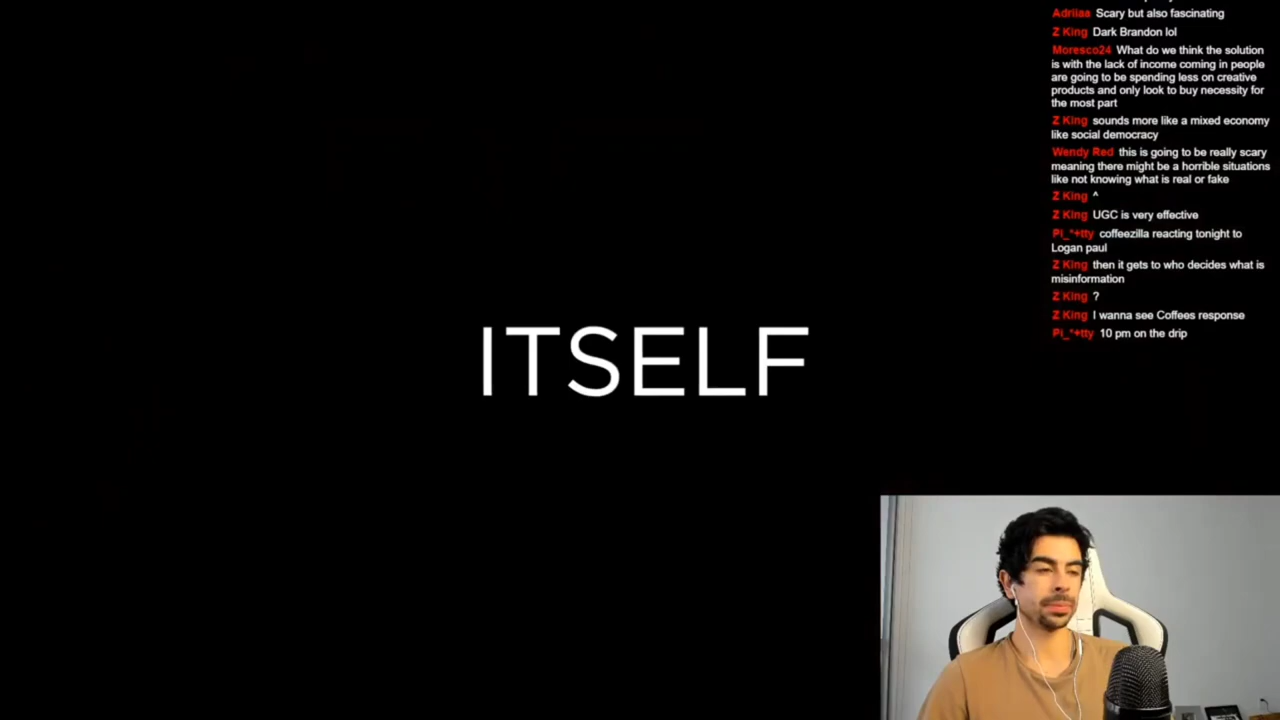 Adrilaa Scary but also fascinating
Z King Dark Brandon lol
Moresco24 What do we think the solution
is with the lack of income coming in people
are going to be spending less on creative
products and only look to buy necessity for
the most part
Z King sounds more like a mixed economy
like social democracy
Wendy Red this is going to be really scary
meaning there might be a horrible situations
like not knowing what is real or fake
Z King ^
Z King UGC is very effective
Pi_*+tty coffeezilla reacting tonight to
Logan paul
Z King then it gets to who decides what is
misinformation
Z King ?
Z King I wanna see Coffees response
Pi_*+tty 10 pm on the drip
ITSELF